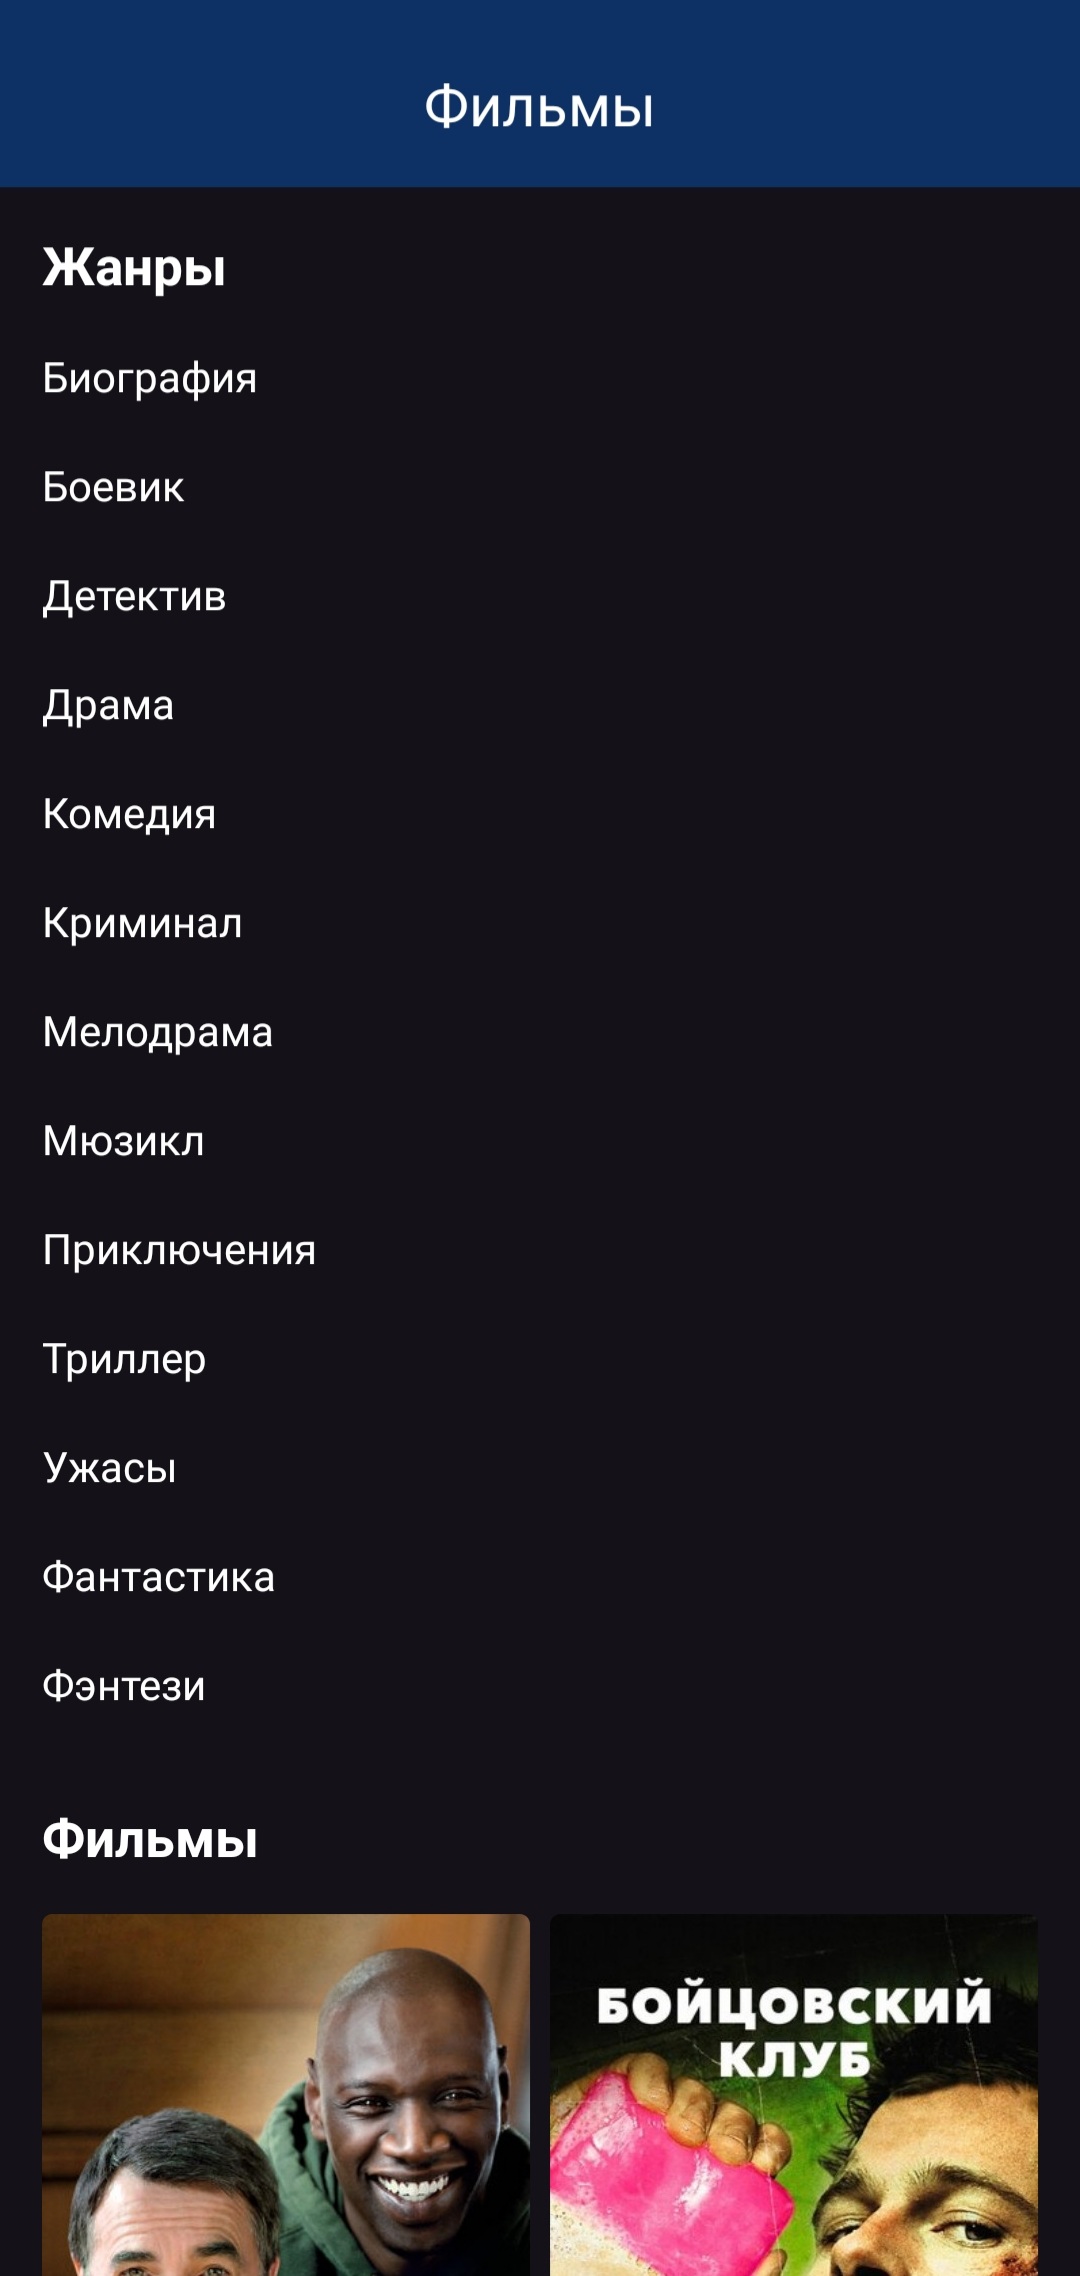 Фильмы
Жанры
Биография
Боевик
Детектив
Драма
Комедия
Криминал
Мелодрама
Мюзикл
Приключения
Триллер
Ужасы
Фантастика
Фэнтези
Фильмы
БОЙЦОВСКИЙ
КЛУБ